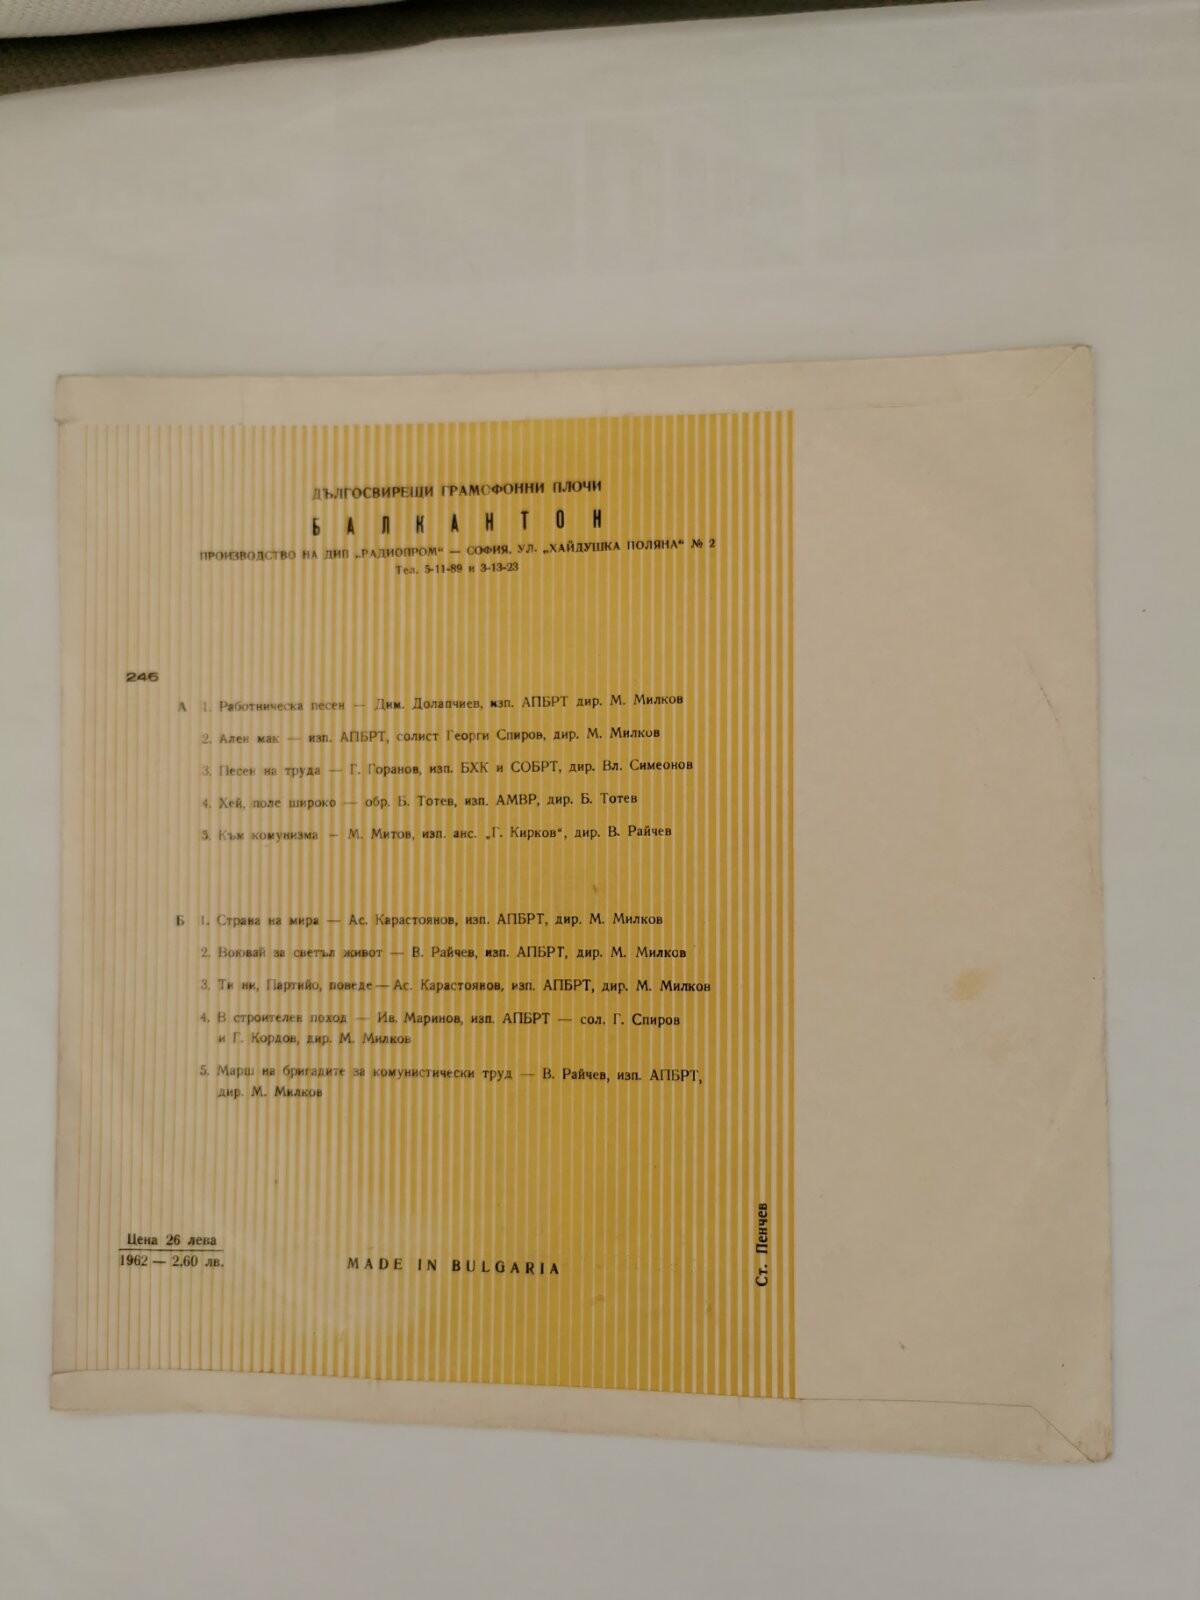 ДЪЛГОСВИРЕЩИ ГРАМОФОННИ ПЛОЧИ
БАЛКАНТОН
ПРОИЗВОДСТВО НА ДИП „РАДИОПРОМ“ — СОФИЯ, УЛ. „ХАЙДУШКА ПОЛЯНА“ № 2
Тел. 5-11-89 и 3-13-23
246
А 1. Работническа песен — Дим. Долапчиев, изп. АПБРТ дир. М. Милков
2. Ален мак — изп. АПБРТ, солист Георги Спиров, дир. М. Милков
3. Песен на труда — Г. Горанов, изп. БХК и СОБРТ, дир. Вл. Симеонов
4. Хей, поле широко — обр. Б. Тотев, изп. АМВР, дир. Б. Тотев
5. Към комунизма — М. Митов, изп. анс. „Г. Кирков“, дир. В. Райчев
Б 1. Страна на мира — Ас. Карастоянов, изп. АПБРТ, дир. М. Милков
2. Воювай за светъл живот — В. Райчев, изп. АПБРТ, дир. М. Милков
3. Ти ни, Партийо, поведе — Ас. Карастоянов, изп. АПБРТ, дир. М. Милков
4. В строителен поход — Ив. Маринов, изп. АПБРТ — сол. Г. Спиров
и Г. Кордов, дир. М. Милков
5. Марш на бригадите за комунистически труд — В. Райчев, изп. АПБРТ,
дир. М. Милков
Цена 26 лева
1962 — 2.60 лв.
MADE IN BULGARIA
Ст. Пенчев